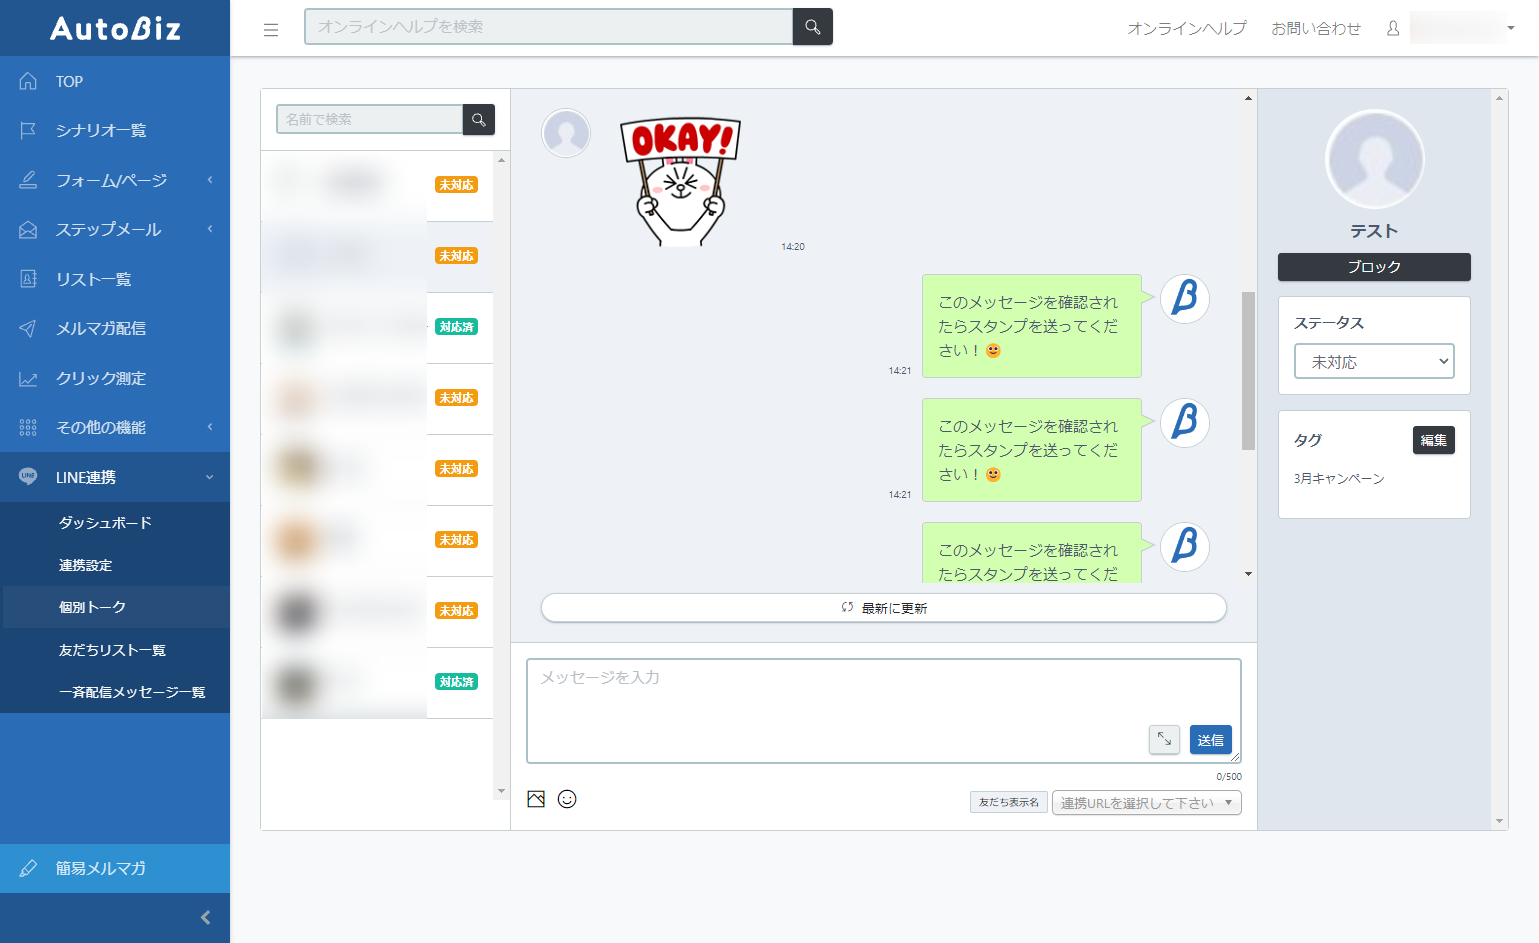 AutoBiz
オンラインヘルプを検索
オンラインヘルプ
お問い合わせ
TOP
シナリオ一覧
フォーム/ページ
ステップメール
リスト一覧
メルマガ配信
クリック測定
その他の機能
LINE
LINE連携
ダッシュボード
連携設定
個別トーク
友だちリスト一覧
一斉配信メッセージ一覧
簡易メルマガ
名前で検索
未対応
未対応
対応済
未対応
未対応
未対応
未対応
対応済
OKAY!
14:20
このメッセージを確認され
たらスタンプを送ってくだ
さい！🙂
14:21
β
このメッセージを確認され
たらスタンプを送ってくだ
さい！🙂
14:21
β
このメッセージを確認され
たらスタンプを送ってくだ
β
最新に更新
メッセージを入力
送信
0/500
友だち表示名
連携URLを選択して下さい
テスト
ブロック
ステータス
未対応
タグ
編集
3月キャンペーン